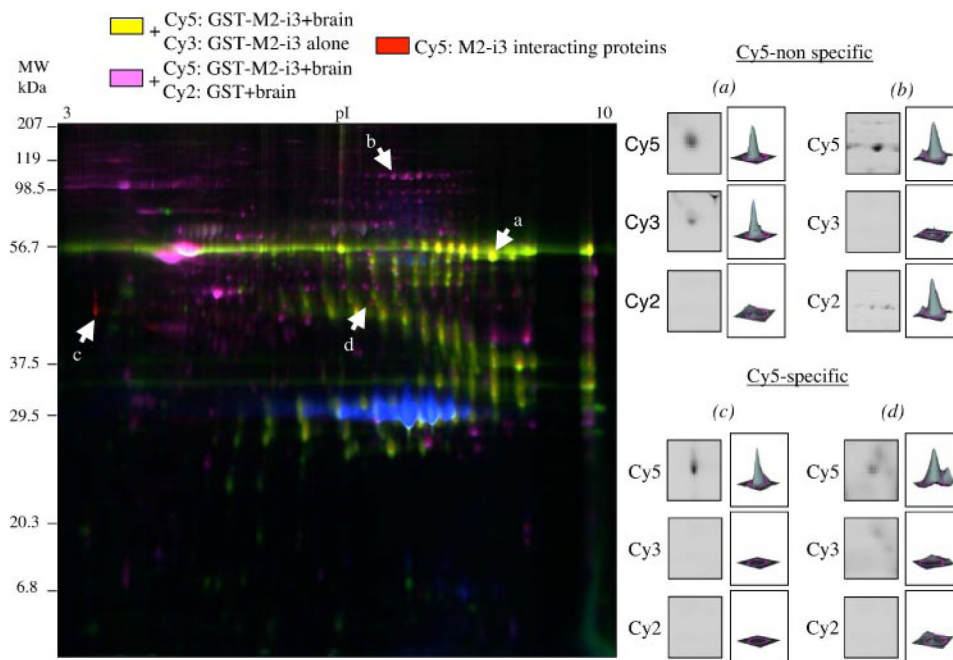 + Cy5: GST-M2-i3+brain
Cy3: GST-M2-i3 alone
+ Cy5: GST-M2-i3+brain
Cy2: GST+brain
Cy5: M2-i3 interacting proteins
MW
kDa
3 pI 10
207
119
98.5
56.7
37.5
29.5
20.3
6.8
b
a
c
d
Cy5-non specific
(a) (b)
Cy5 Cy5
Cy3 Cy3
Cy2 Cy2
Cy5-specific
(c) (d)
Cy5 Cy5
Cy3 Cy3
Cy2 Cy2